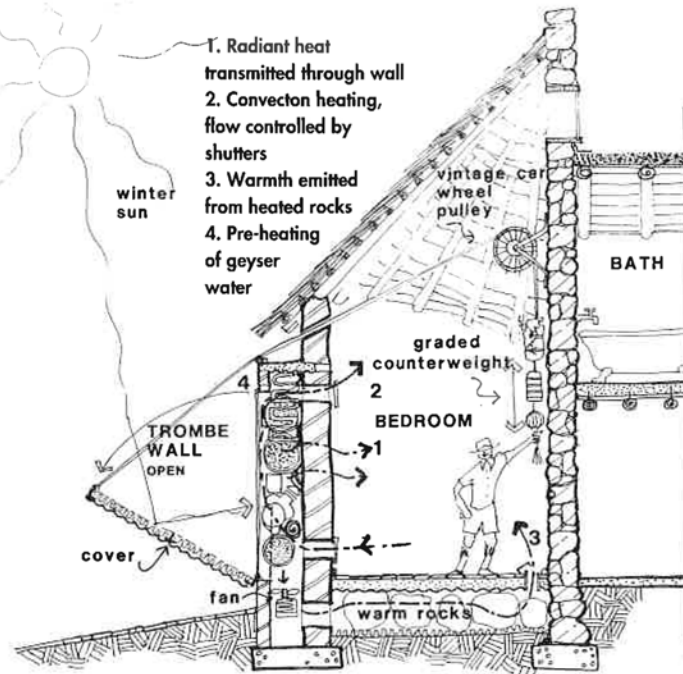 1. Radiant heat
transmitted through wall
2. Convecton heating,
flow controlled by
shutters
3. Warmth emitted
from heated rocks
4. Pre-heating
of geyser
water
winter
sun
vintage car
wheel
pulley
BATH
graded
counterweight
4
2
BEDROOM
TROMBE
WALL
OPEN
1
3
cover
fan
warm rocks